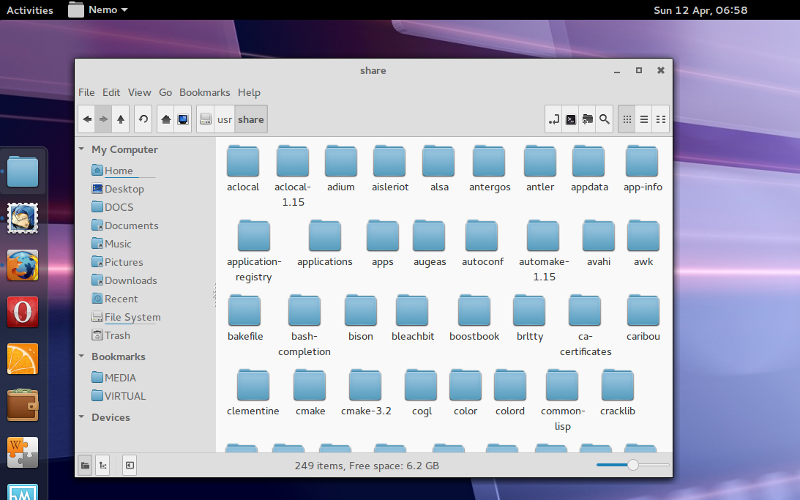 Activities Nemo Sun 12 Apr, 06:58
share
File Edit View Go Bookmarks Help
usr share
My Computer
Home
Desktop
DOCS
Documents
Music
Pictures
Downloads
Recent
File System
Trash
Bookmarks
MEDIA
VIRTUAL
Devices
aclocal aclocal-1.15 adium aisleriot alsa antergos antler appdata app-info
application-registry applications apps augeas autoconf automake-1.15 avahi awk
bakefile bash-completion bison bleachbit boostbook brltty ca-certificates caribou
clementine cmake cmake-3.2 cogl color colord common-lisp cracklib
249 items, Free space: 6.2 GB
W